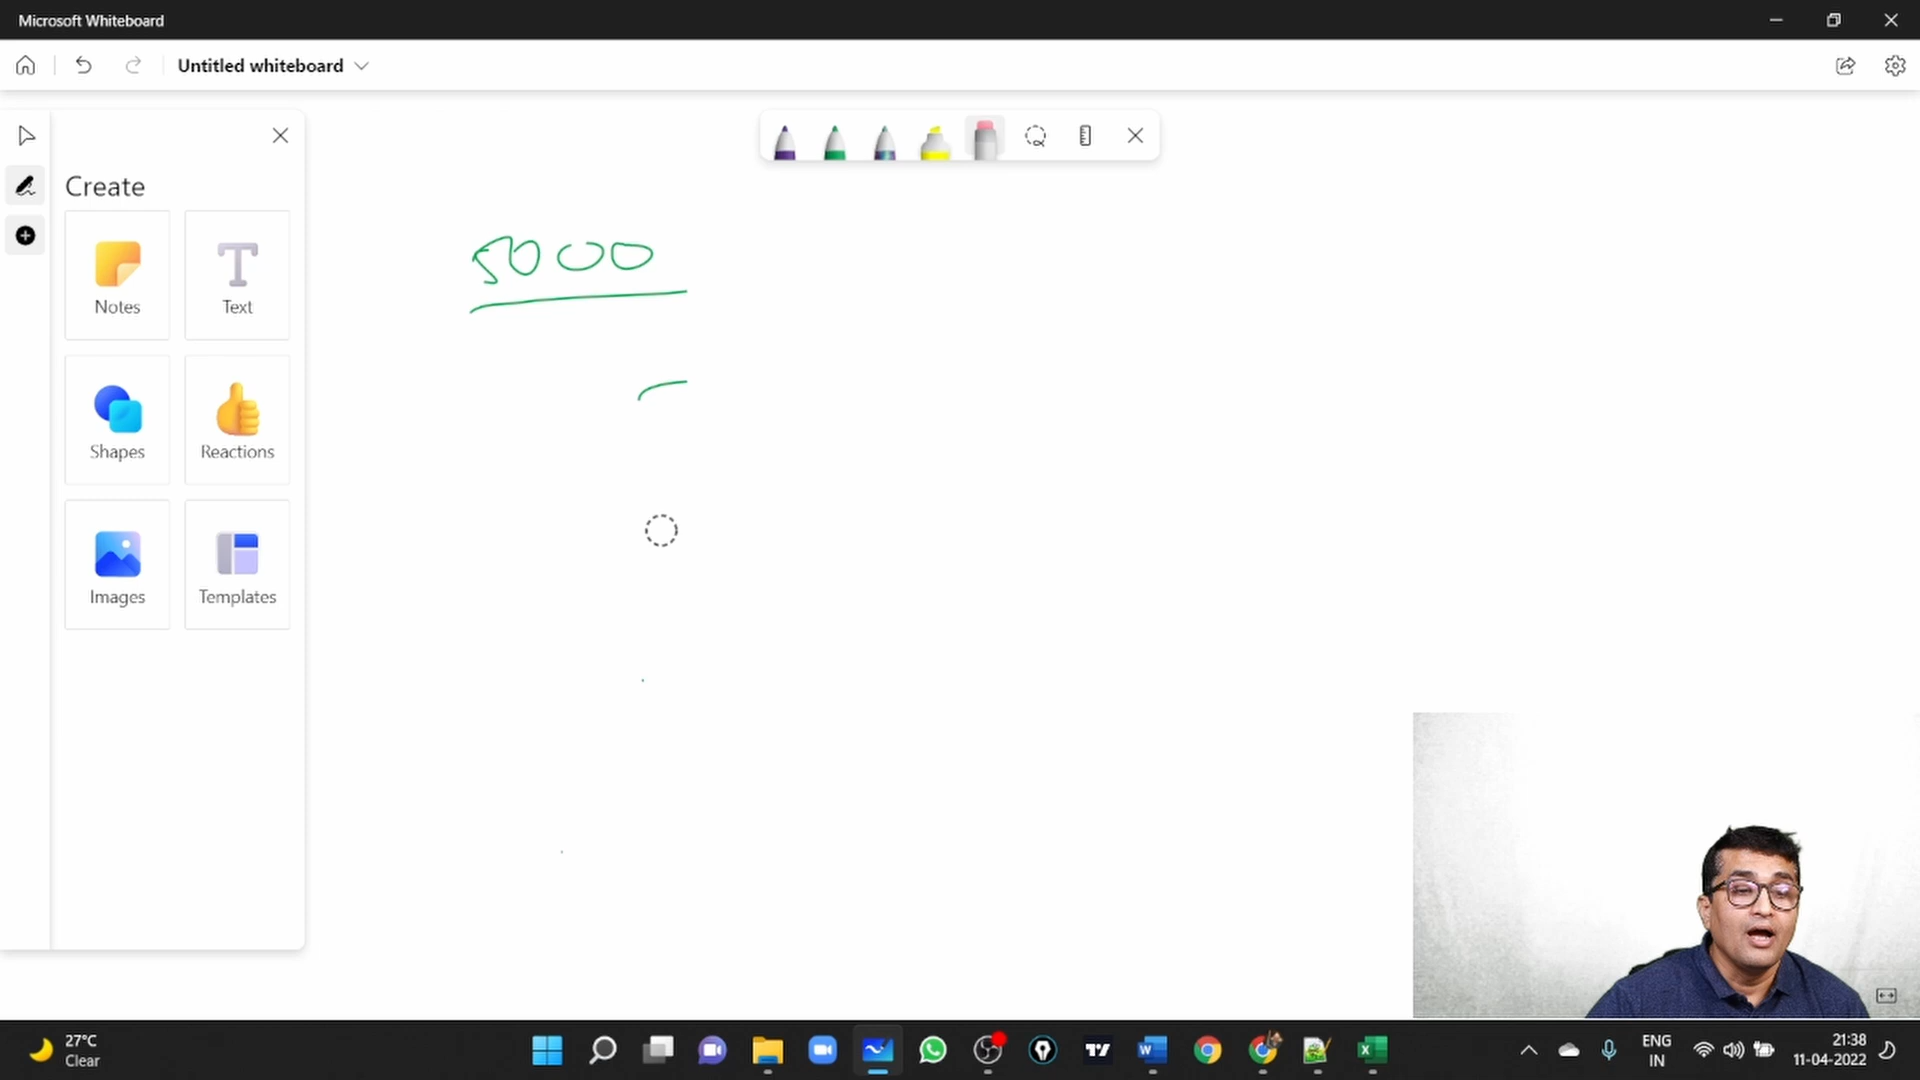 Microsoft Whiteboard
Untitled whiteboard
Create
Notes
Text
5000
Shapes
Reactions
Images
Templates
27°C
Clear
ENG
IN
21:38
11-04-2022